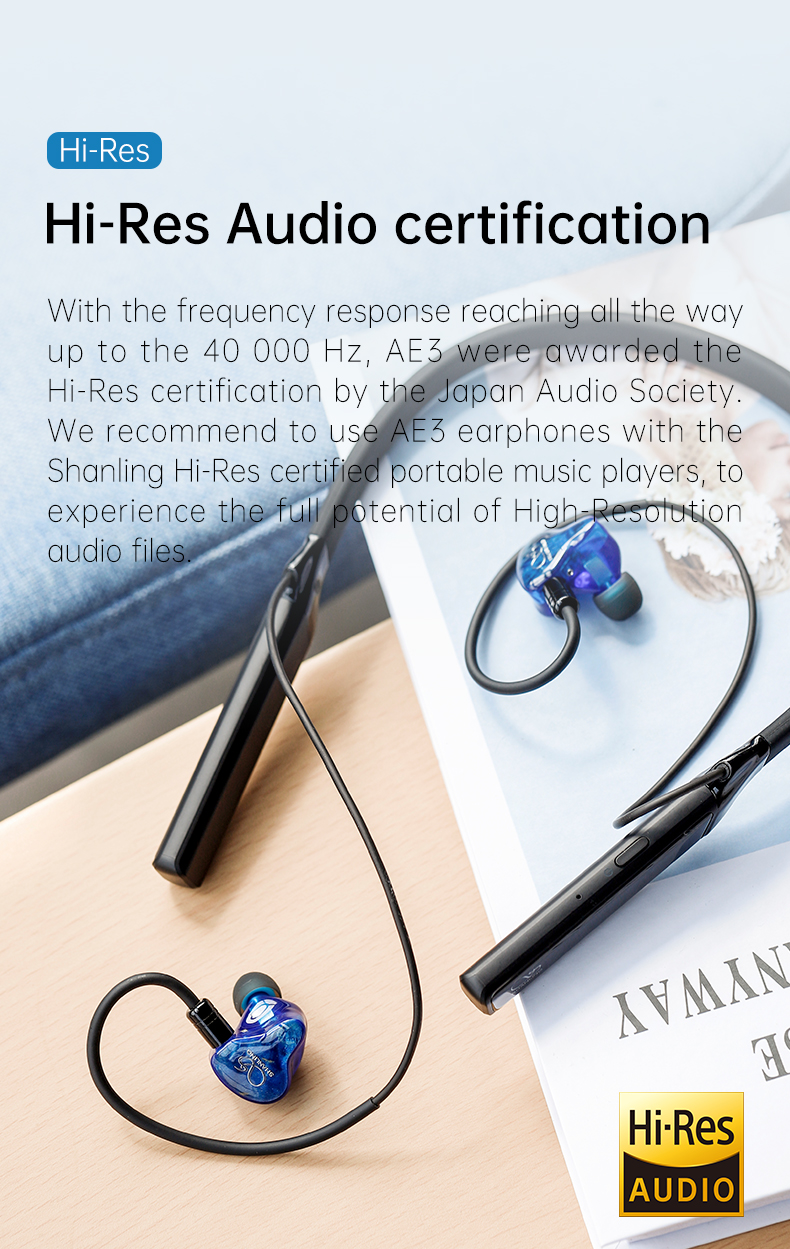 Hi-Res
Hi-Res Audio certification
With the frequency response reaching all the way
up to the 40 000 Hz, AE3 were awarded the
Hi-Res certification by the Japan Audio Society.
We recommend to use AE3 earphones with the
Shanling Hi-Res certified portable music players, to
experience the full potential of High-Resolution
audio files.
SHANLING
NYWAY
BE
Hi-Res
AUDIO